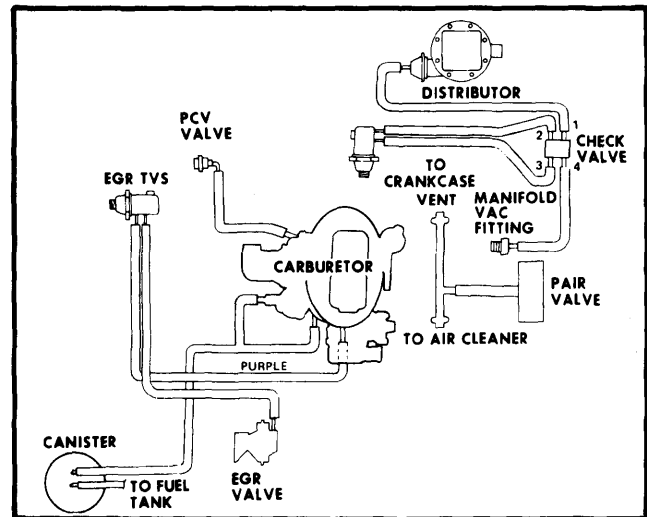 DISTRIBUTOR
PCV
VALVE
1
2
CHECK
VALVE
3
4
EGR TVS
TO
CRANKCASE
VENT
MANIFOLD
VAC
FITTING
CARBURETOR
PAIR
VALVE
TO AIR CLEANER
PURPLE
CANISTER
TO FUEL
TANK
EGR
VALVE